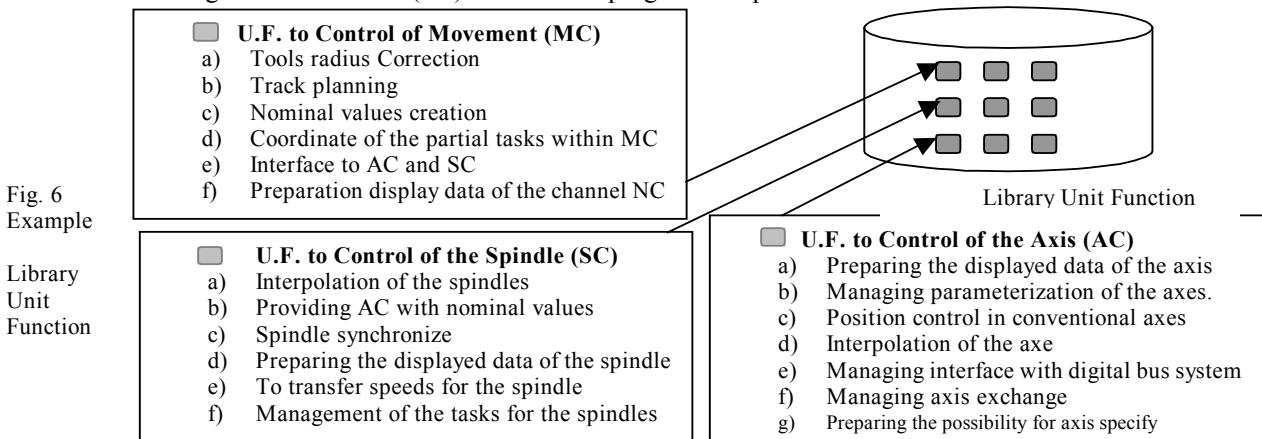 U.F. to Control of Movement (MC)
a) Tools radius Correction
b) Track planning
c) Nominal values creation
d) Coordinate of the partial tasks within MC
e) Interface to AC and SC
f) Preparation display data of the channel NC
Library Unit Function
Fig. 6
Example
Library
Unit
Function
U.F. to Control of the Spindle (SC)
a) Interpolation of the spindles
b) Providing AC with nominal values
c) Spindle synchronize
d) Preparing the displayed data of the spindle
e) To transfer speeds for the spindle
f) Management of the tasks for the spindles
U.F. to Control of the Axis (AC)
a) Preparing the displayed data of the axis
b) Managing parameterization of the axes.
c) Position control in conventional axes
d) Interpolation of the axe
e) Managing interface with digital bus system
f) Managing axis exchange
g) Preparing the possibility for axis specify